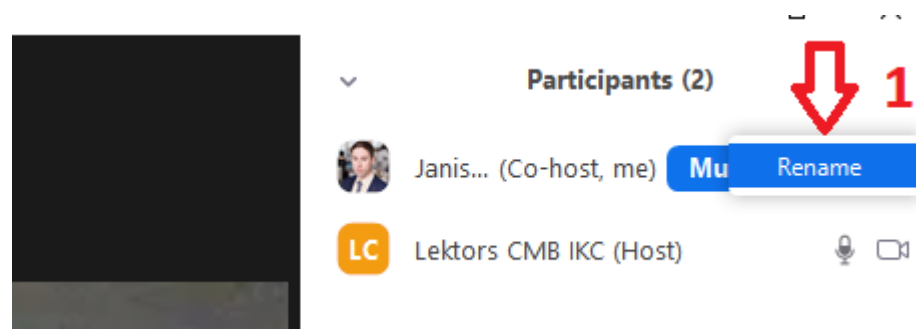 Participants (2)
1
Janis... (Co-host, me) Mu Rename
LC Lektors CMB IKC (Host)